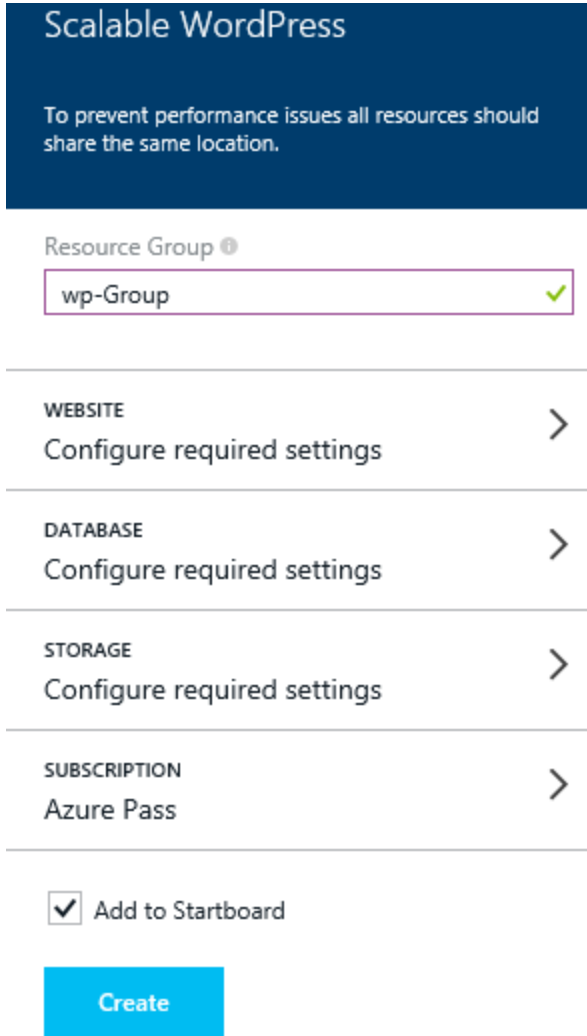 Scalable WordPress
To prevent performance issues all resources should
share the same location.
Resource Group
wp-Group
WEBSITE
Configure required settings
DATABASE
Configure required settings
STORAGE
Configure required settings
SUBSCRIPTION
Azure Pass
Add to Startboard
Create